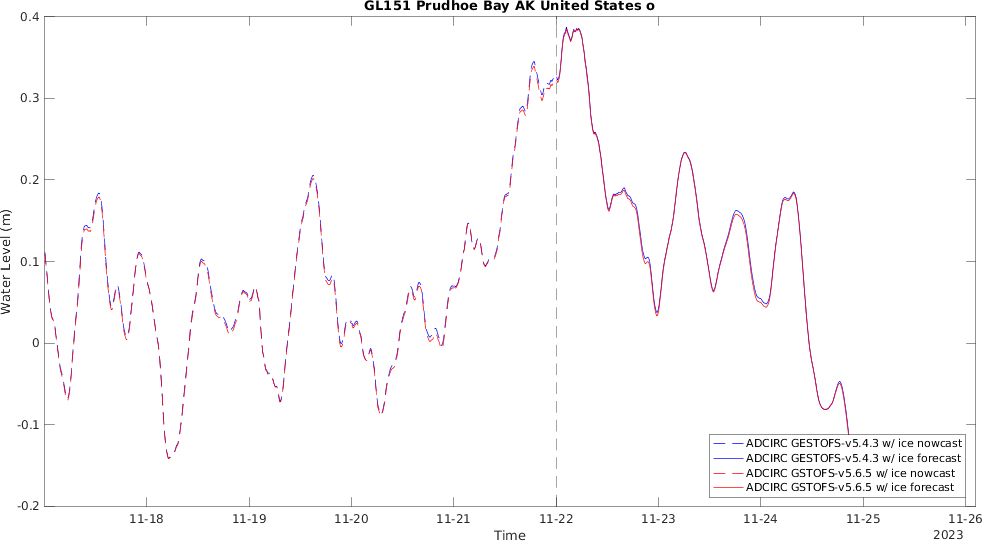 GL151 Prudhoe Bay AK United States o
0.4
0.3
0.2
0.1
0
-0.1
-0.2
Water Level (m)
ADCIRC GESTOFS-v5.4.3 w/ ice nowcast
ADCIRC GESTOFS-v5.4.3 w/ ice forecast
ADCIRC GSTOFS-v5.6.5 w/ ice nowcast
ADCIRC GSTOFS-v5.6.5 w/ ice forecast
11-18 11-19 11-20 11-21 11-22 11-23 11-24 11-25 11-26
Time 2023